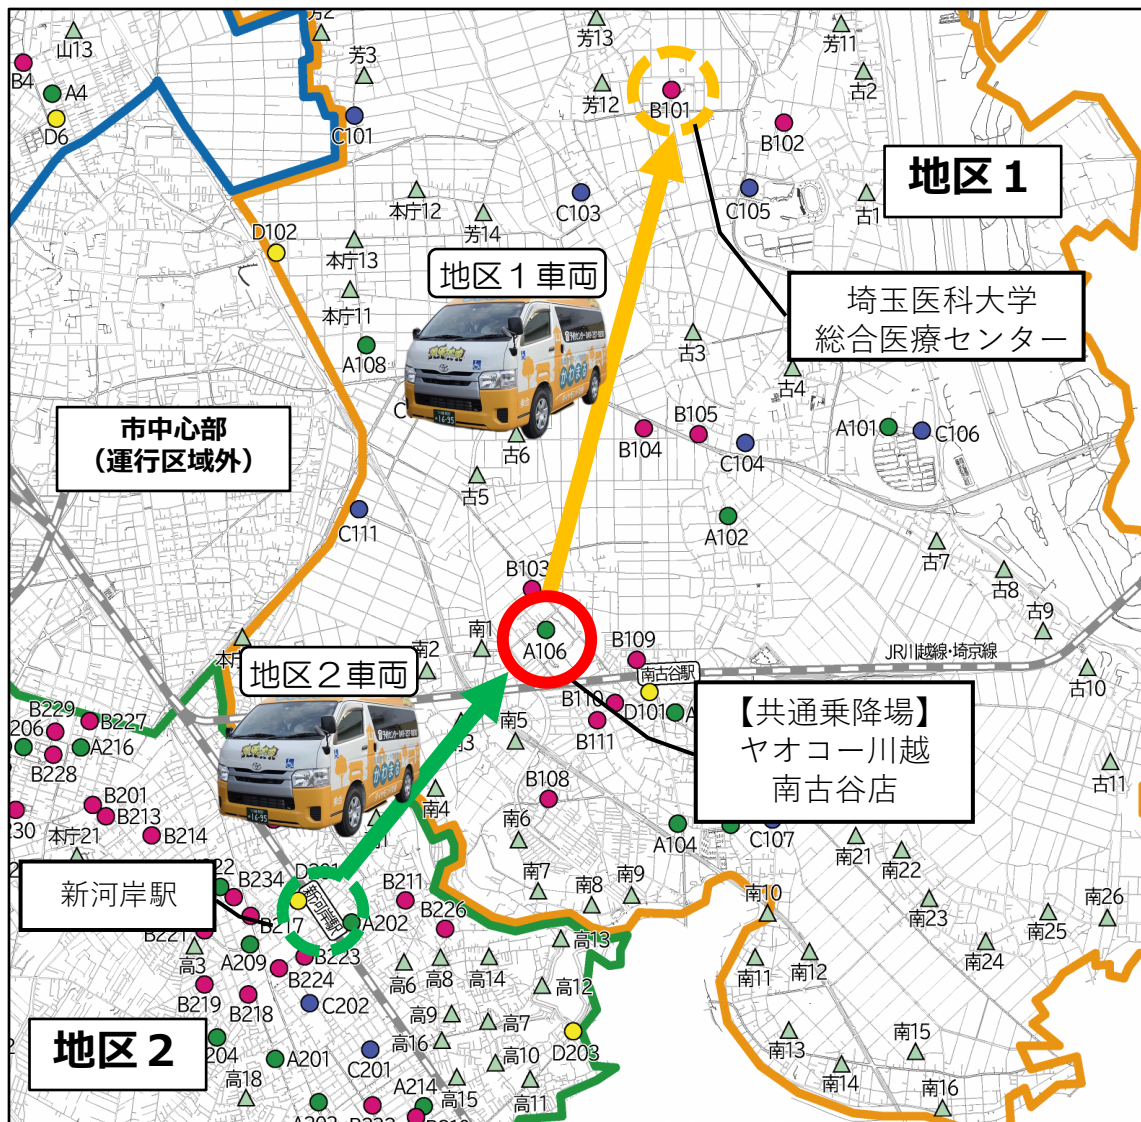 山13
芳2
芳3
芳13
芳12
芳11
古2
B4
A4
D6
C101
B101
B102
地区１
本庁12
芳14
C103
C105
古1
D102
本庁13
地区１車両
埼玉医科大学
総合医療センター
本庁11
A108
古3
古4
市中心部
（運行区域外）
B104
B105
C104
A101
C106
古6
古5
C111
A102
古7
古8
B103
古9
南1
A106
B109
南2
JR川越線・埼京線
南古谷駅
地区２車両
古10
B110
D101
B111
【共通乗降場】
ヤオコー川越
南古谷店
B229
B227
B228
A216
南5
古11
B201
B213
B214
本庁21
南4
B108
南6
A104
C107
南21
南22
新河岸駅
B234
D201
新河岸駅
B217
A202
B211
B226
南7
南8
南9
南10
南23
南25
南26
B221
高3
A209
B223
B224
高6
高8
高14
高13
南11
南12
南24
B219
B218
C202
高12
高9
高7
地区２
A201
C201
高16
高10
D203
南13
南15
高18
A214
高15
高11
南14
南16